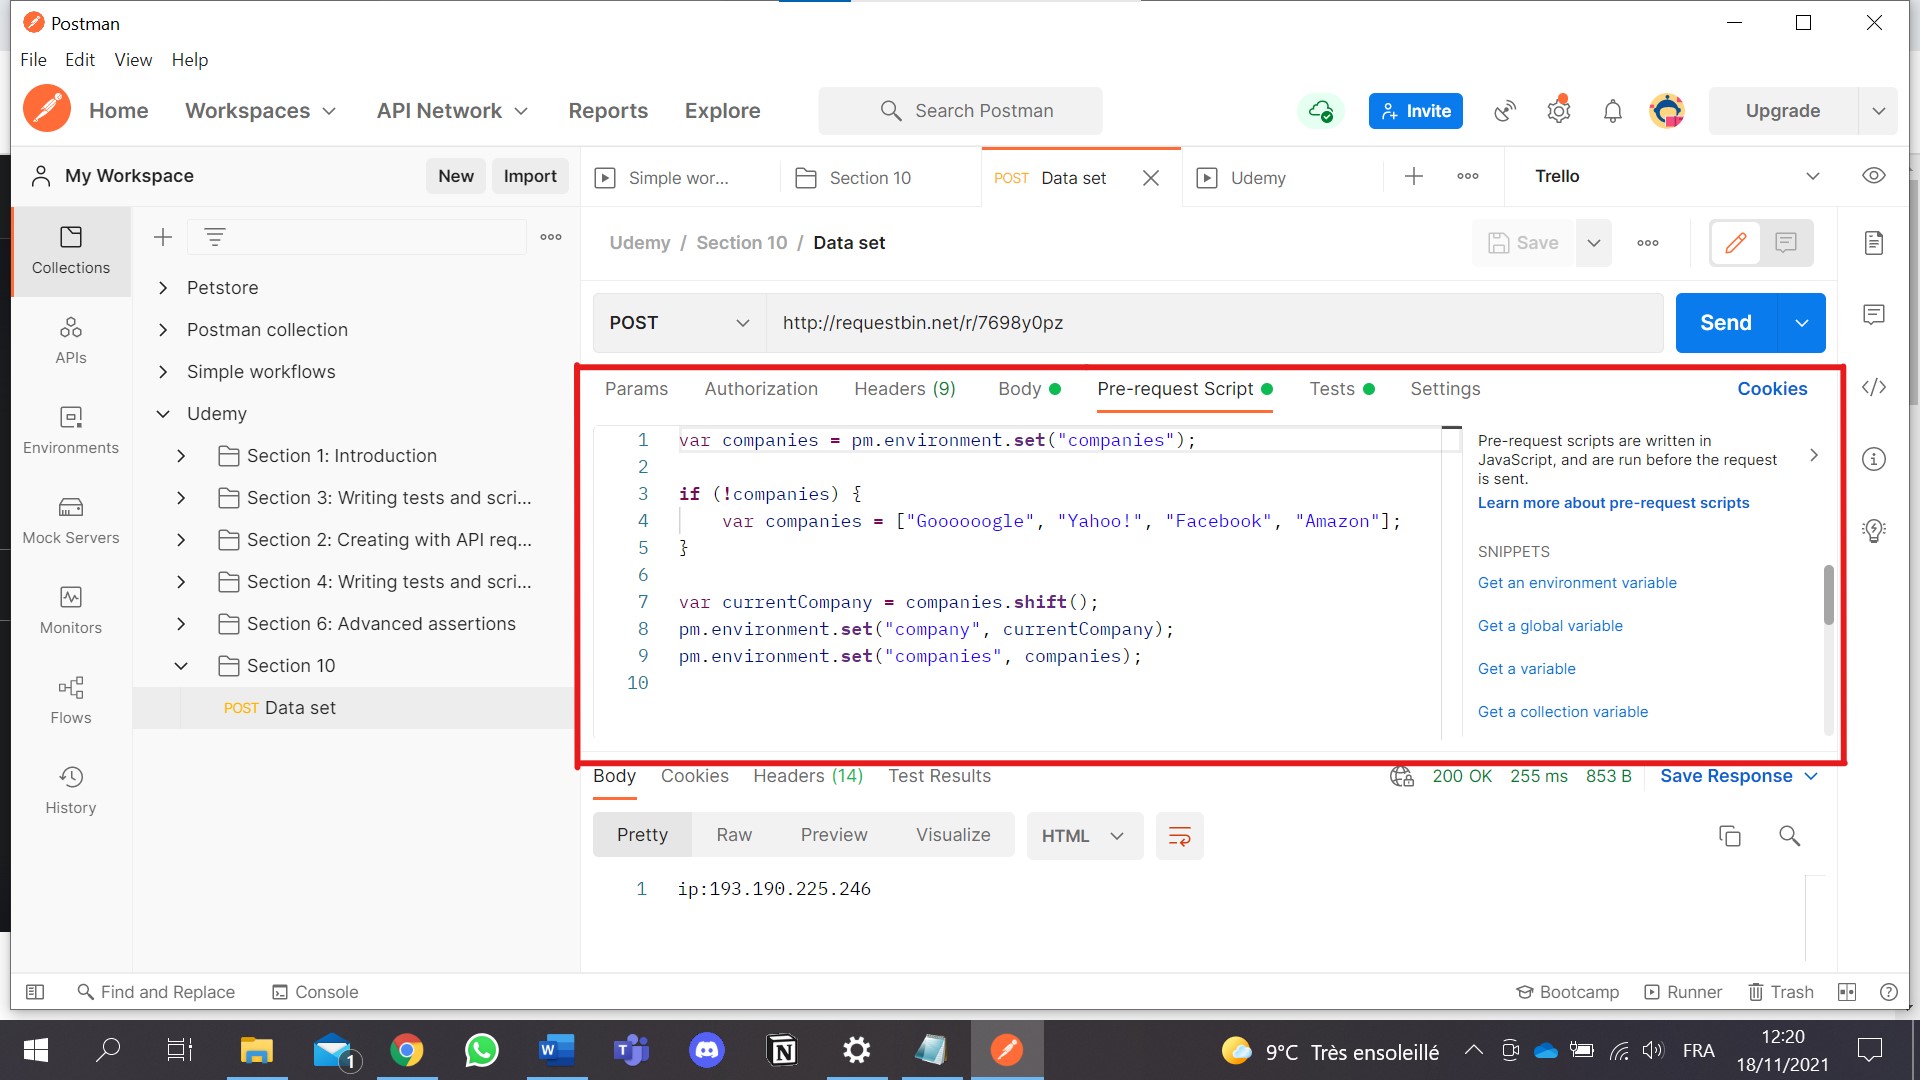 Postman
File Edit View Help
Home Workspaces API Network Reports Explore Search Postman Invite Upgrade
My Workspace New Import
Simple wor... Section 10 POST Data set Udemy Trello
Collections
APIs
Environments
Mock Servers
Monitors
Flows
History
Petstore
Postman collection
Simple workflows
Udemy
Section 1: Introduction
Section 3: Writing tests and scri...
Section 2: Creating with API req...
Section 4: Writing tests and scri...
Section 6: Advanced assertions
Section 10
POST Data set
Udemy / Section 10 / Data set Save
POST http://requestbin.net/r/7698y0pz Send
Params Authorization Headers (9) Body Pre-request Script Tests Settings Cookies
1 var companies = pm.environment.set("companies");
2
3 if (!companies) {
4 var companies = ["Goooooogle", "Yahoo!", "Facebook", "Amazon"];
5 }
6
7 var currentCompany = companies.shift();
8 pm.environment.set("company", currentCompany);
9 pm.environment.set("companies", companies);
10
Pre-request scripts are written in
JavaScript, and are run before the request
is sent.
Learn more about pre-request scripts
SNIPPETS
Get an environment variable
Get a global variable
Get a variable
Get a collection variable
Body Cookies Headers (14) Test Results 200 OK 255 ms 853 B Save Response
Pretty Raw Preview Visualize HTML
1 ip:193.190.225.246
Find and Replace Console Bootcamp Runner Trash
1
9°C Très ensoleillé FRA
12:20
18/11/2021